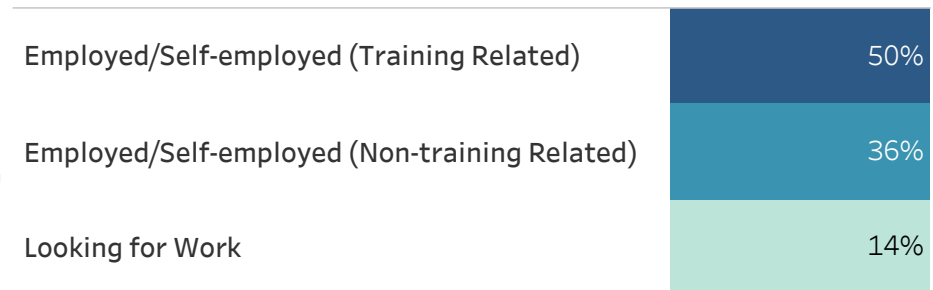 Employed/Self-employed (Training Related) 50%
Employed/Self-employed (Non-training Related) 36%
Looking for Work 14%